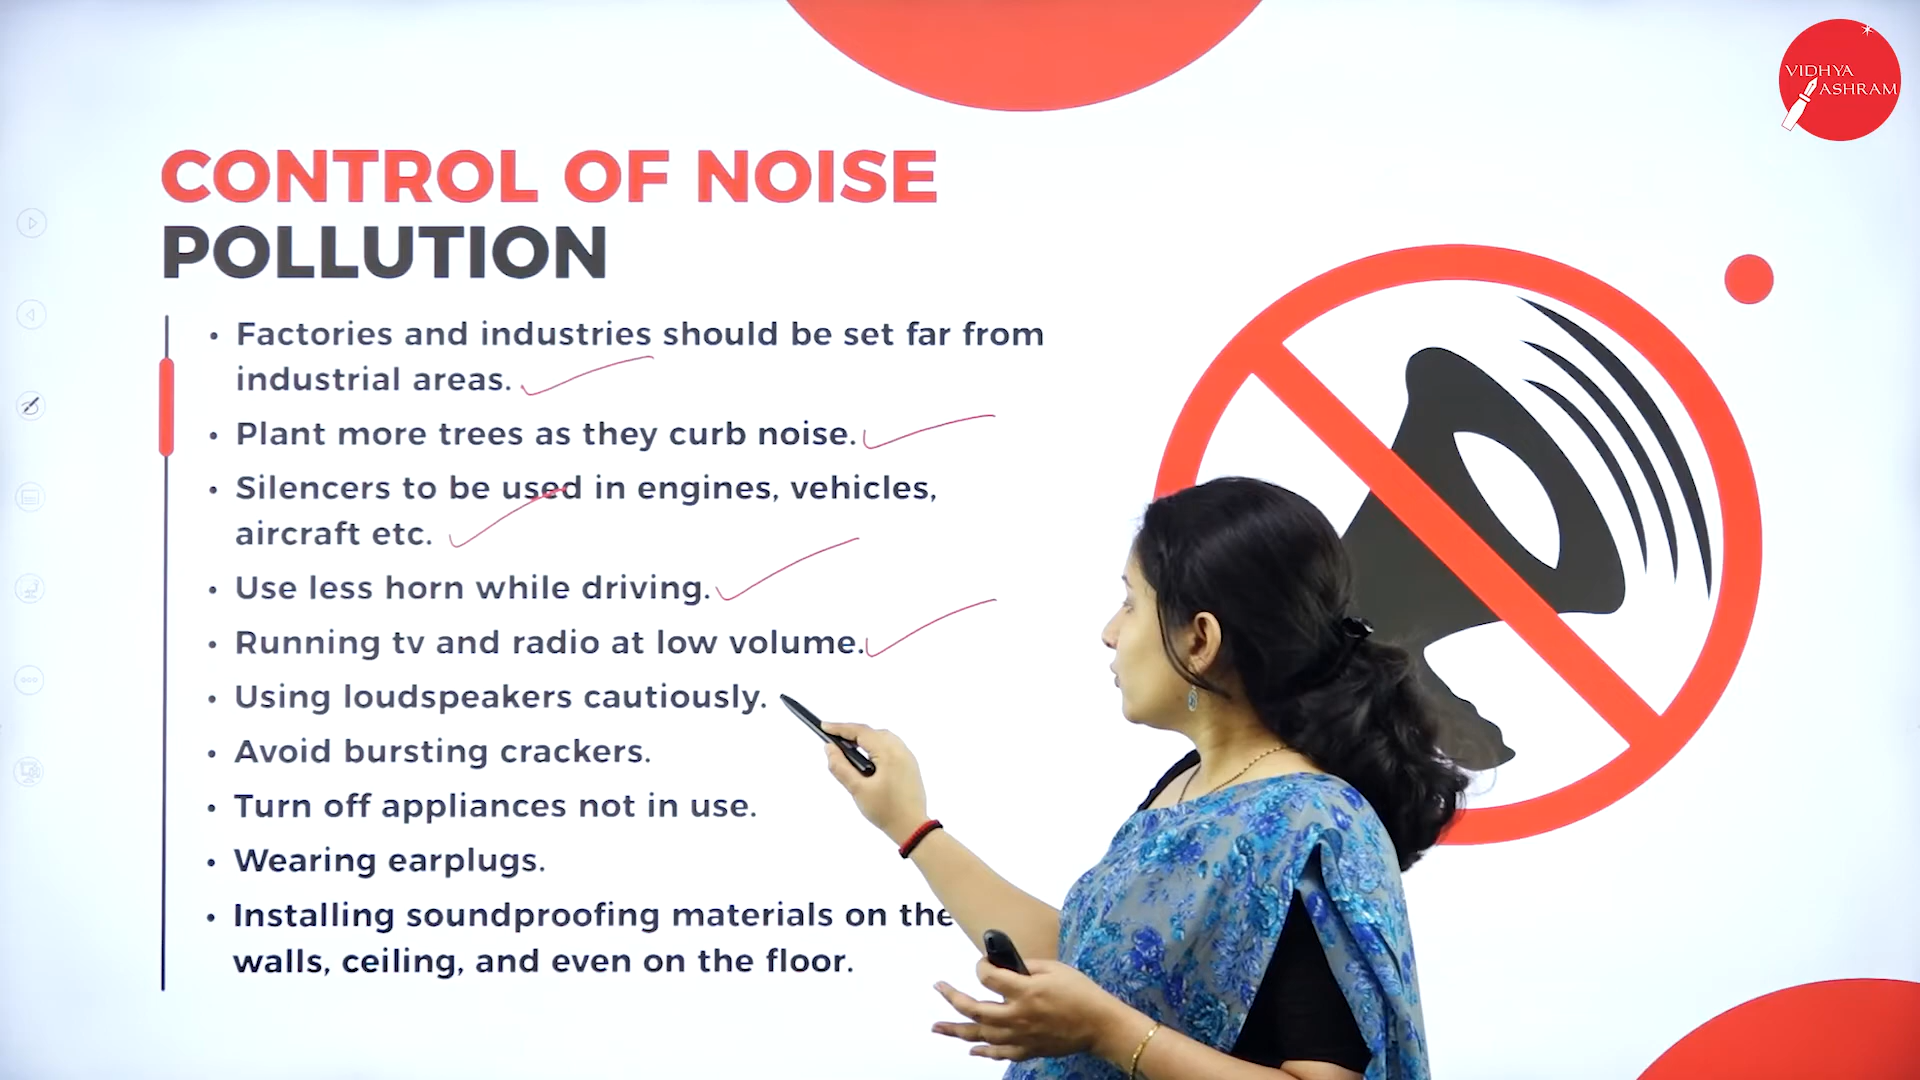 VIDHYA
ASHRAM
CONTROL OF NOISE
POLLUTION
• Factories and industries should be set far from
industrial areas.
• Plant more trees as they curb noise.
• Silencers to be used in engines, vehicles,
aircraft etc.
• Use less horn while driving.
• Running tv and radio at low volume.
• Using loudspeakers cautiously.
• Avoid bursting crackers.
• Turn off appliances not in use.
• Wearing earplugs.
• Installing soundproofing materials on the
walls, ceiling, and even on the floor.